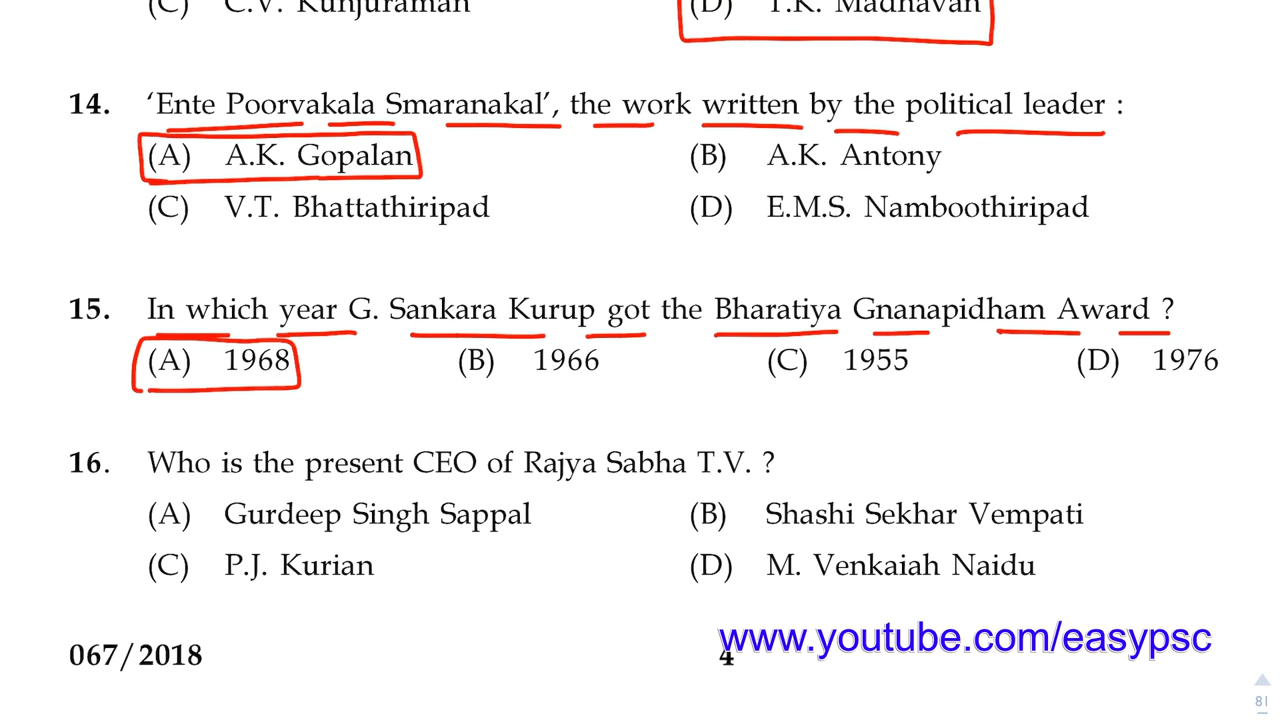 (C) C.V. Kunjuraman (D) T.K. Madhavan
14. ‘Ente Poorvakala Smaranakal’, the work written by the political leader :
(A) A.K. Gopalan (B) A.K. Antony
(C) V.T. Bhattathiripad (D) E.M.S. Namboothiripad
15. In which year G. Sankara Kurup got the Bharatiya Gnanapidham Award ?
(A) 1968 (B) 1966 (C) 1955 (D) 1976
16. Who is the present CEO of Rajya Sabha T.V. ?
(A) Gurdeep Singh Sappal (B) Shashi Sekhar Vempati
(C) P.J. Kurian (D) M. Venkaiah Naidu
www.youtube.com/easypsc
067/2018 4
81